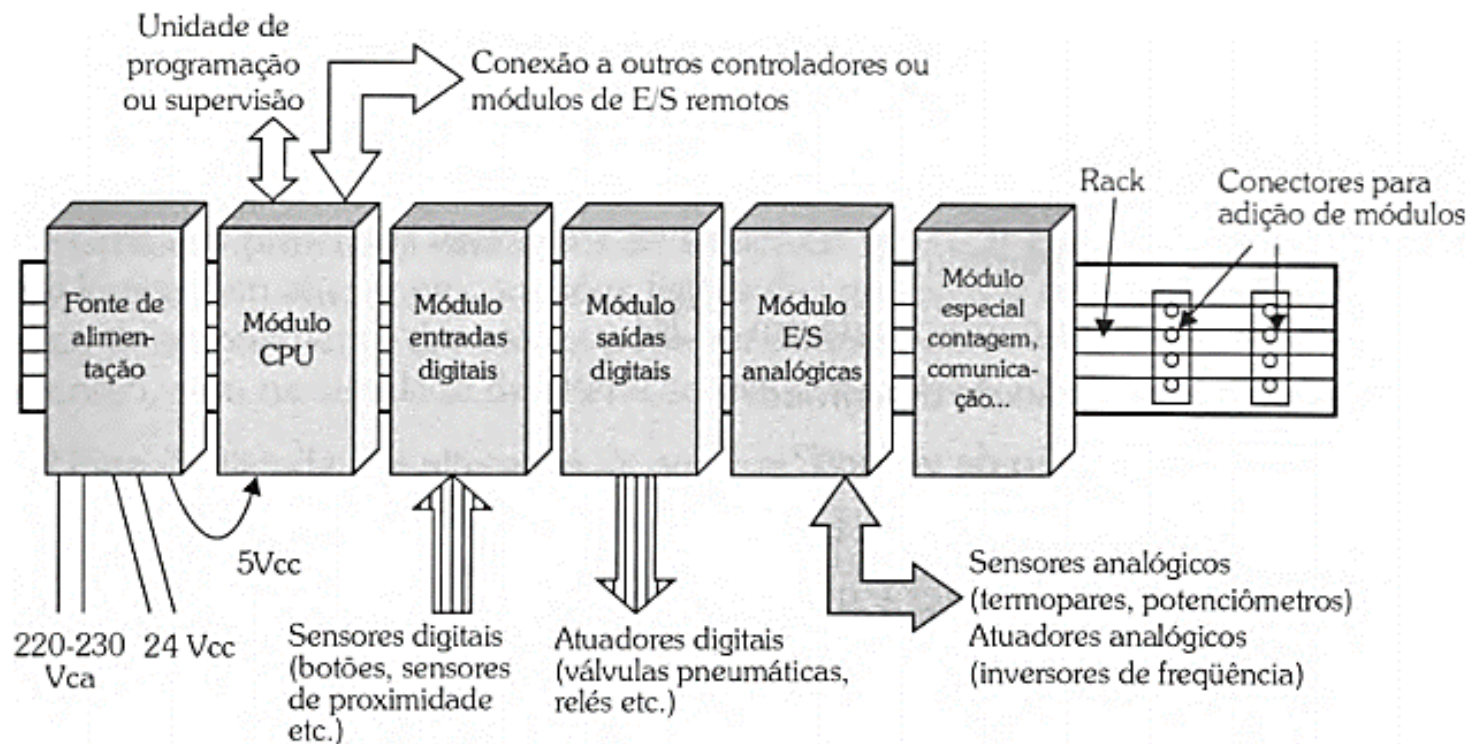 Unidade de
programação
ou supervisão
Conexão a outros controladores ou
módulos de E/S remotos
Rack
Conectores para
adição de módulos
Fonte de
alimen-
tação
Módulo
CPU
Módulo
entradas
digitais
Módulo
saídas
digitais
Módulo
E/S
analógicas
Módulo
especial
contagem,
comunica-
ção...
5Vcc
220-230
Vca
24 Vcc
Sensores digitais
(botões, sensores
de proximidade
etc.)
Atuadores digitais
(válvulas pneumáticas,
relés etc.)
Sensores analógicos
(termopares, potenciômetros)
Atuadores analógicos
(inversores de freqüência)